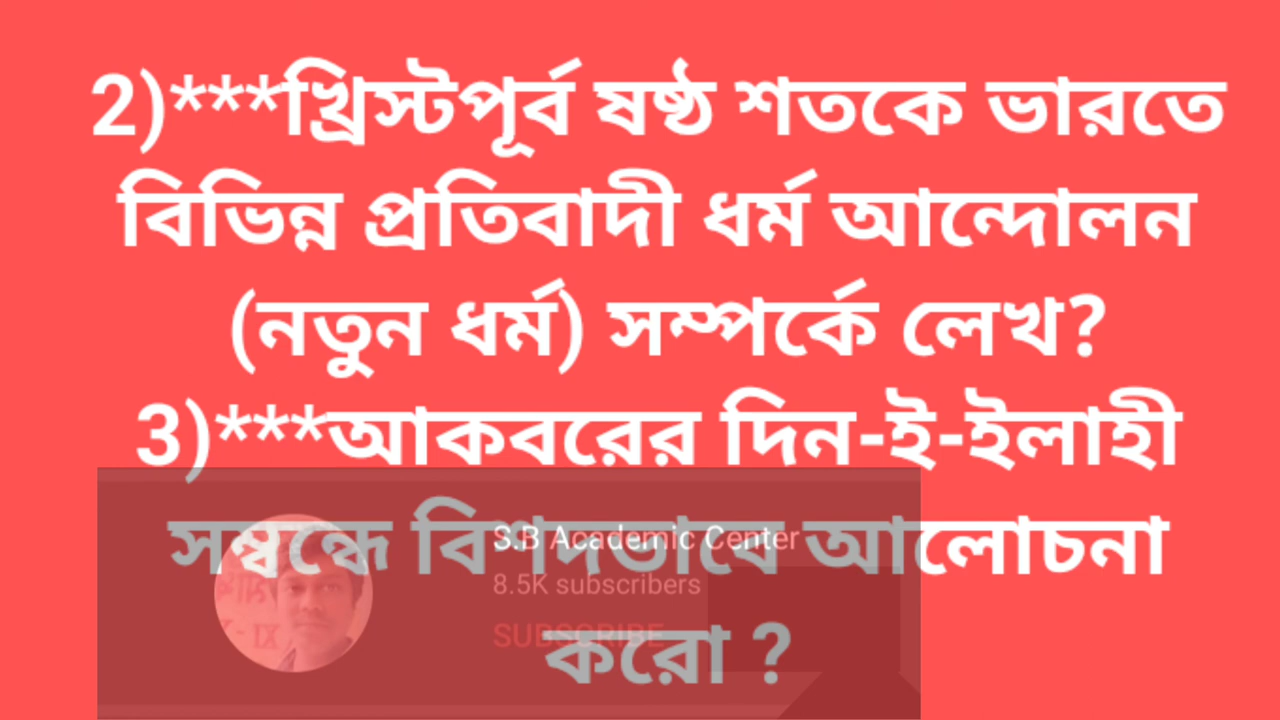 2)***খ্রিস্টপূর্ব ষষ্ঠ শতকে ভারতে
বিভিন্ন প্রতিবাদী ধর্ম আন্দোলন
(নতুন ধর্ম) সম্পর্কে লেখ?
3)***আকবরের দিন-ই-ইলাহী
সম্বন্ধে বিশদভাবে আলোচনা
করো ?
S.B Academic Center
8.5K subscribers
SUBSCRIBE